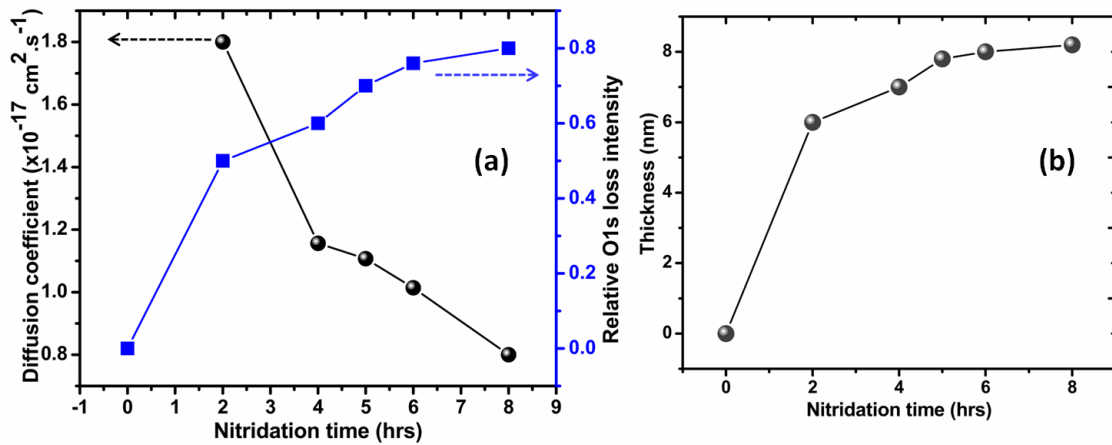 Diffusion coefficient (x10⁻¹⁷ cm².s⁻¹)
1.8
1.6
1.4
1.2
1.0
0.8
-1 0 1 2 3 4 5 6 7 8 9
Nitridation time (hrs)
(a)
0.8
0.6
0.4
0.2
0.0
Relative O1s loss intensity
Thickness (nm)
8
6
4
2
0
0 2 4 6 8
Nitridation time (hrs)
(b)